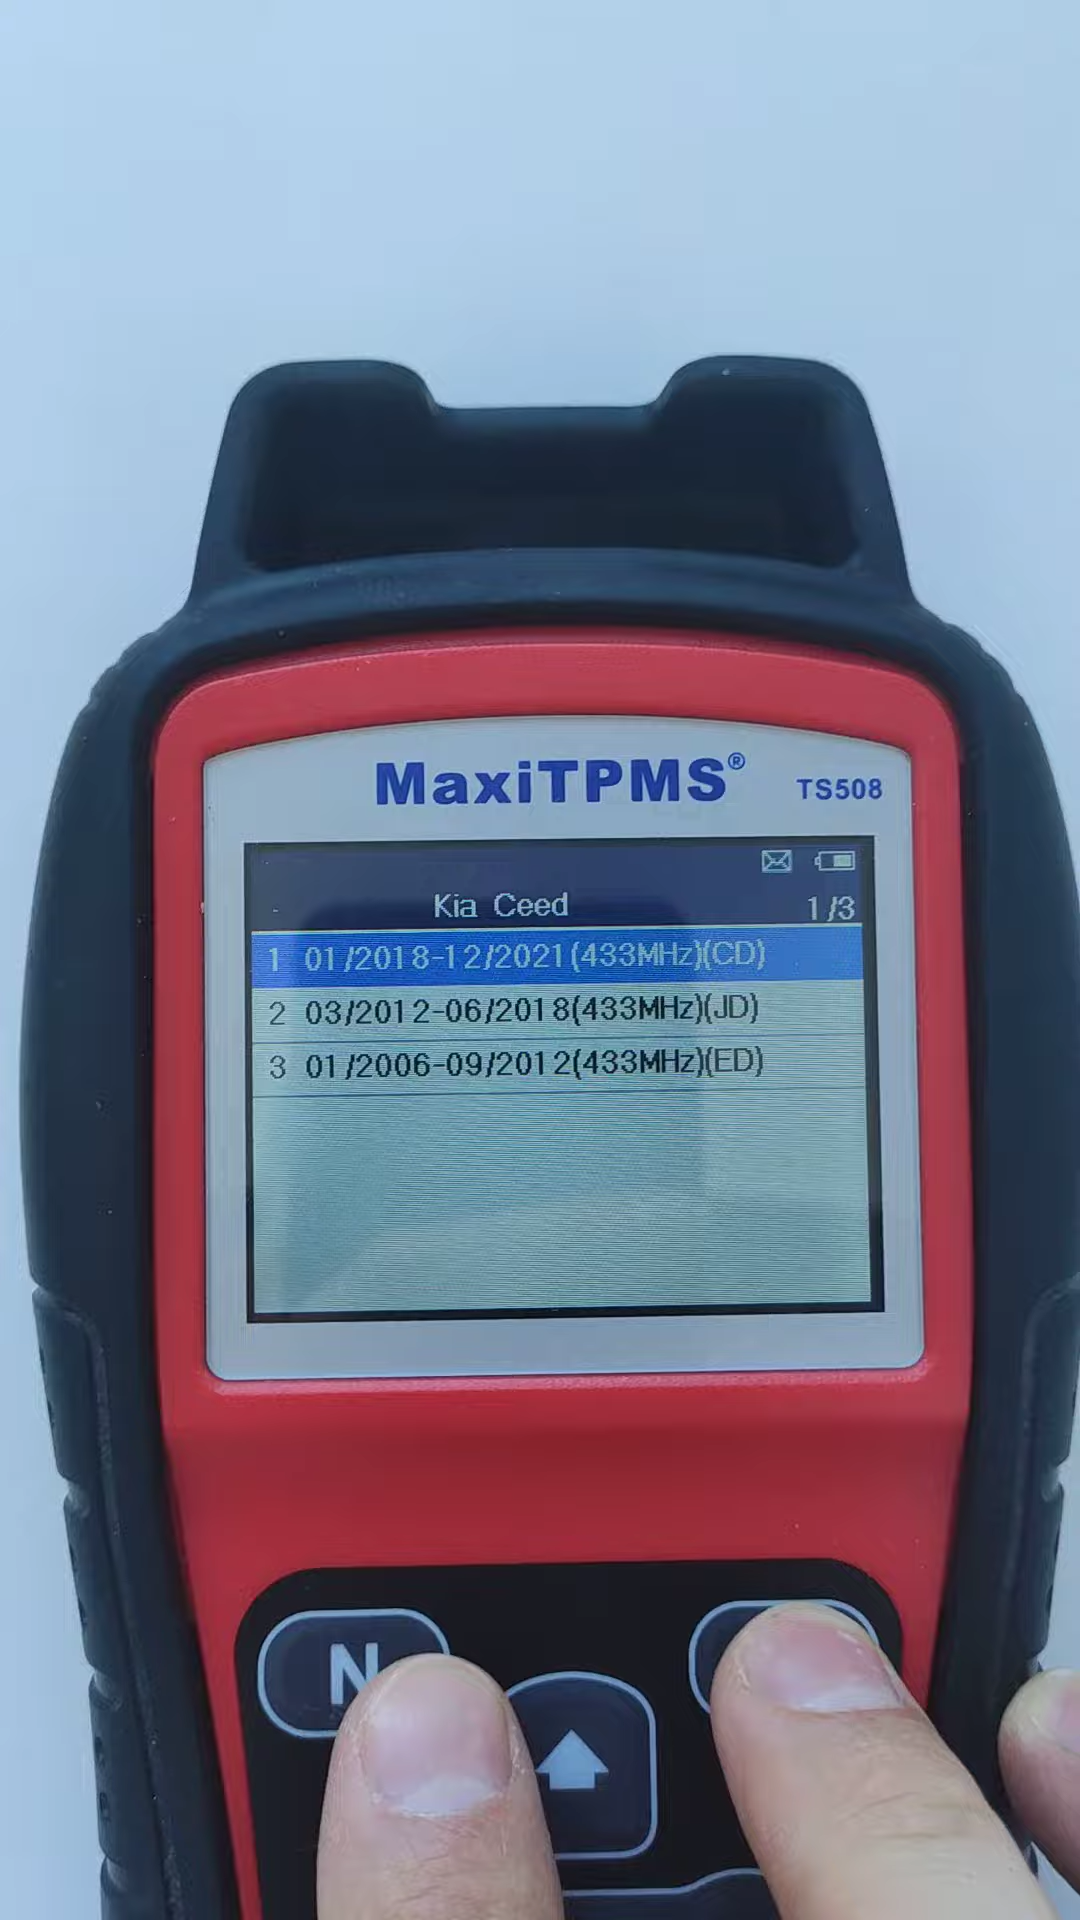 MaxiTPMS®
TS508
Kia Ceed 1/3
1 01/2018-12/2021(433MHz)(CD)
2 03/2012-06/2018(433MHz)(JD)
3 01/2006-09/2012(433MHz)(ED)
N